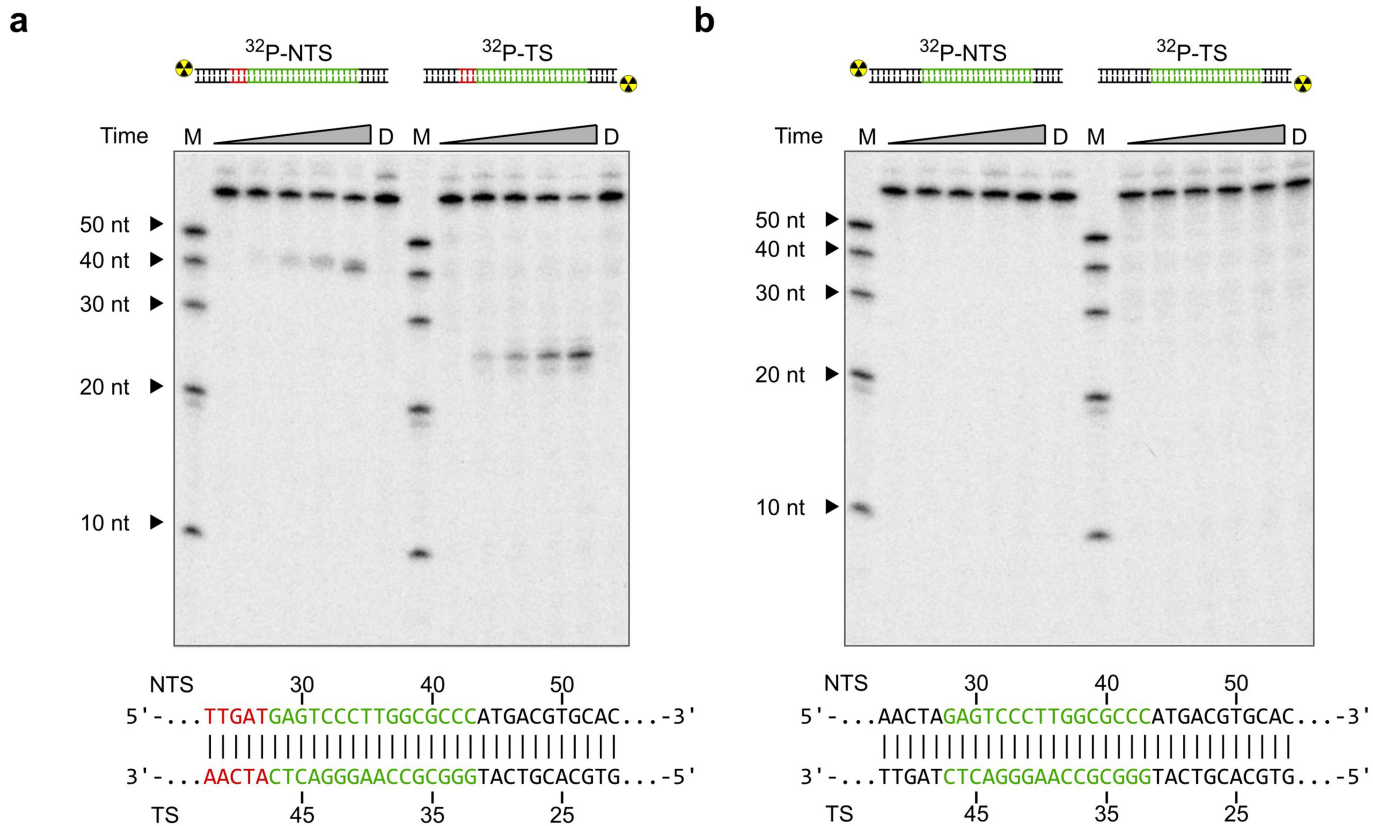 a
32P-NTS 32P-TS
Time M D M D
50 nt
40 nt
30 nt
20 nt
10 nt
NTS 30 40 50
5'-...TTGATGAGTCCCTTGGCGCCCATGACGTGCAC...-3'
3'-...AACTACTCAGGGAACCGCGGGTACTGCACGTG...-5'
TS 45 35 25
b
32P-NTS 32P-TS
Time M D M D
50 nt
40 nt
30 nt
20 nt
10 nt
NTS 30 40 50
5'-...AACTAGAGTCCCTTGGCGCCCATGACGTGCAC...-3'
3'-...TTGATCTCAGGGAACCGCGGGTACTGCACGTG...-5'
TS 45 35 25